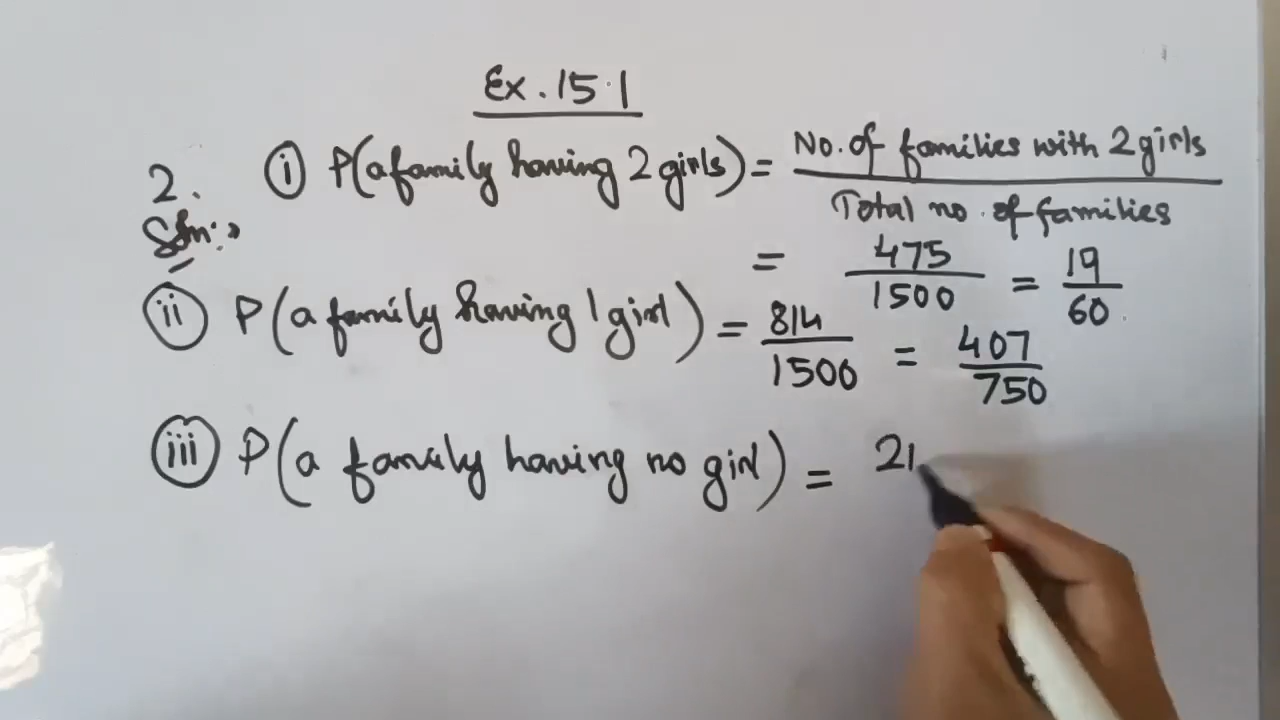 Ex. 15.1
2. (i) P(a family having 2 girls) = No. of families with 2 girls / Total no. of families
Soln:→
= 475/1500 = 19/60
(ii) P(a family having 1 girl) = 814/1500 = 407/750
(iii) P(a family having no girl) = 21